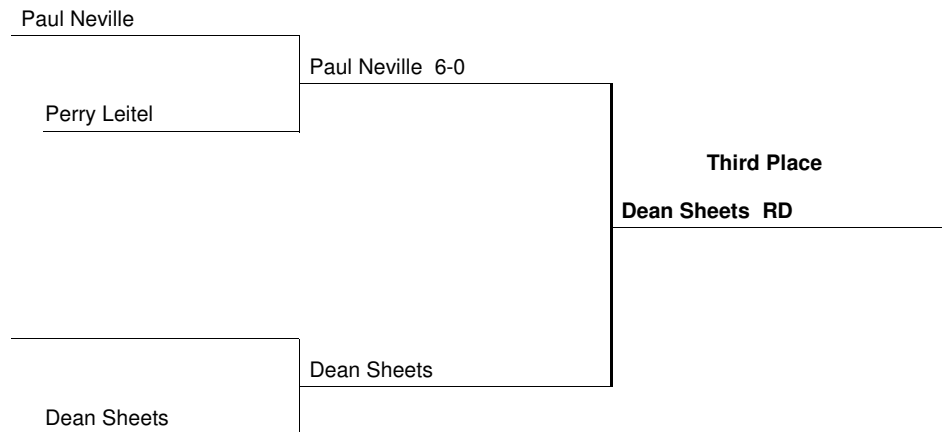 Paul Neville
Paul Neville 6-0
Perry Leitel
Third Place
Dean Sheets RD
Dean Sheets
Dean Sheets